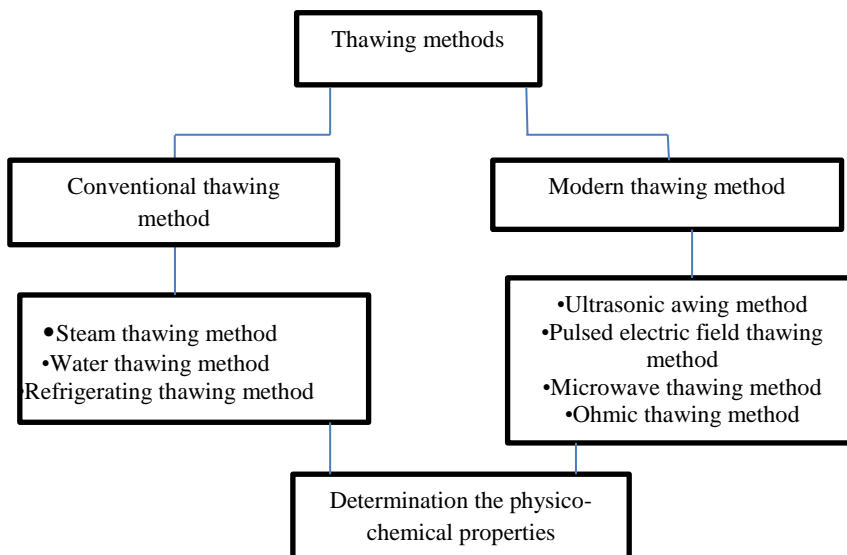 Thawing methods
Conventional thawing
method
Modern thawing method
•Steam thawing method
•Water thawing method
•Refrigerating thawing method
•Ultrasonic awing method
•Pulsed electric field thawing
method
•Microwave thawing method
•Ohmic thawing method
Determination the physico-
chemical properties